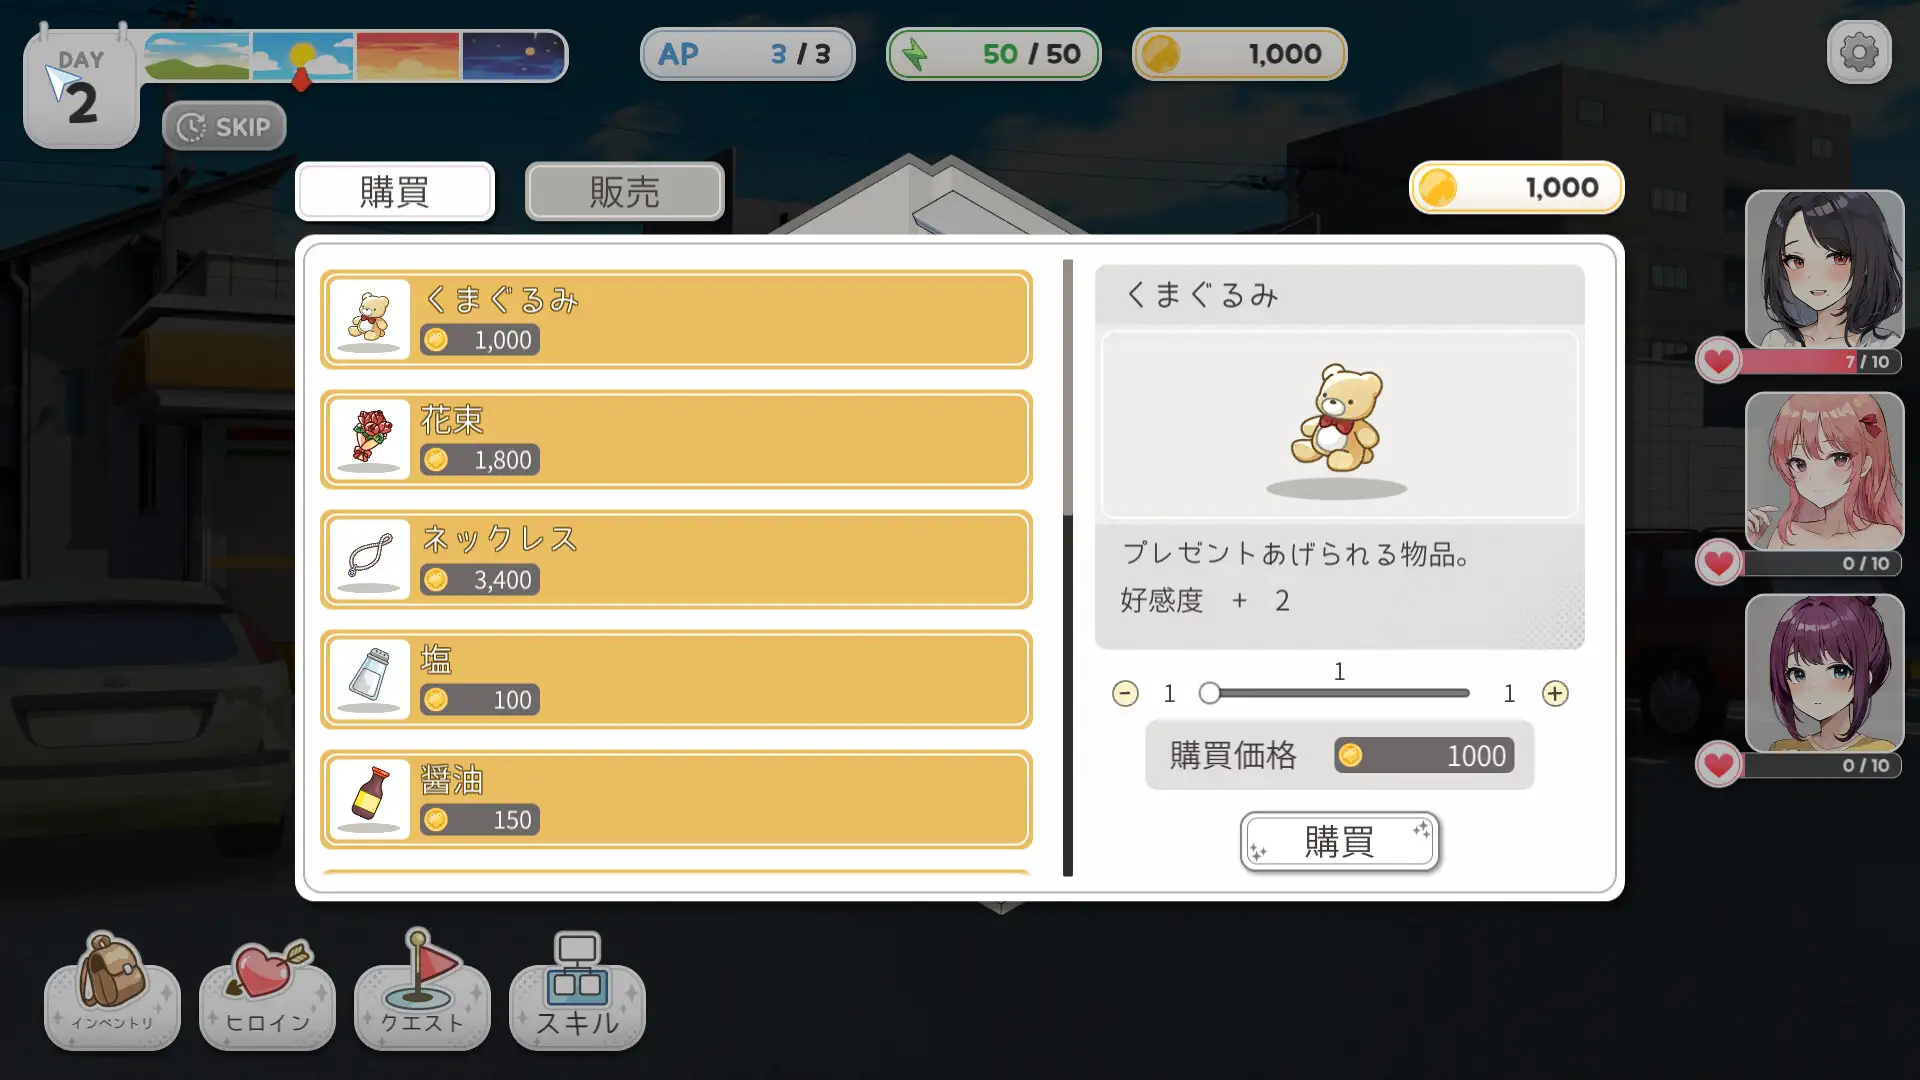 DAY
2
SKIP
AP 3 / 3
50 / 50
1,000
購買
販売
1,000
くまぐるみ
1,000
花束
1,800
ネックレス
3,400
塩
100
醤油
150
くまぐるみ
プレゼントあげられる物品。
好感度 + 2
1
1
1
購買価格 1000
購買
7 / 10
0 / 10
0 / 10
インベントリ
ヒロイン
クエスト
スキル